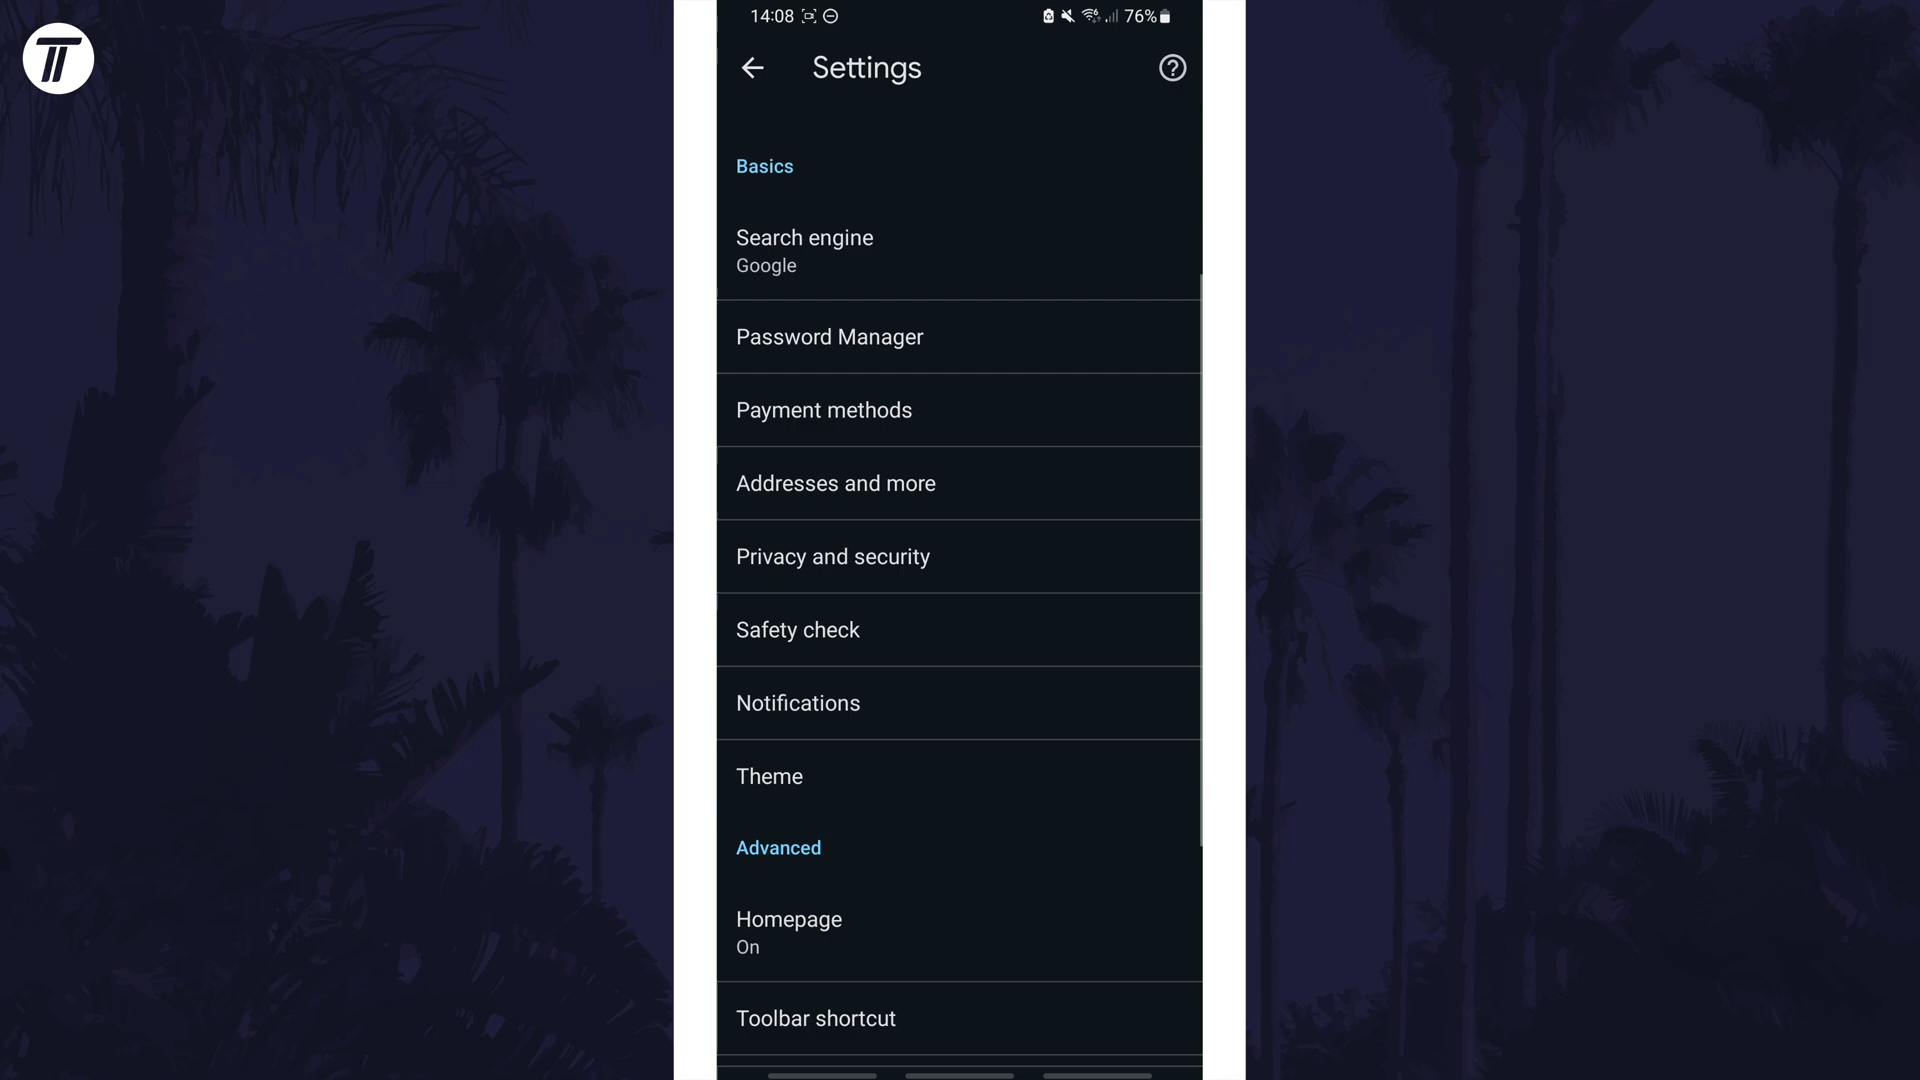 14:08
76%
Settings
Basics
Search engine
Google
Password Manager
Payment methods
Addresses and more
Privacy and security
Safety check
Notifications
Theme
Advanced
Homepage
On
Toolbar shortcut